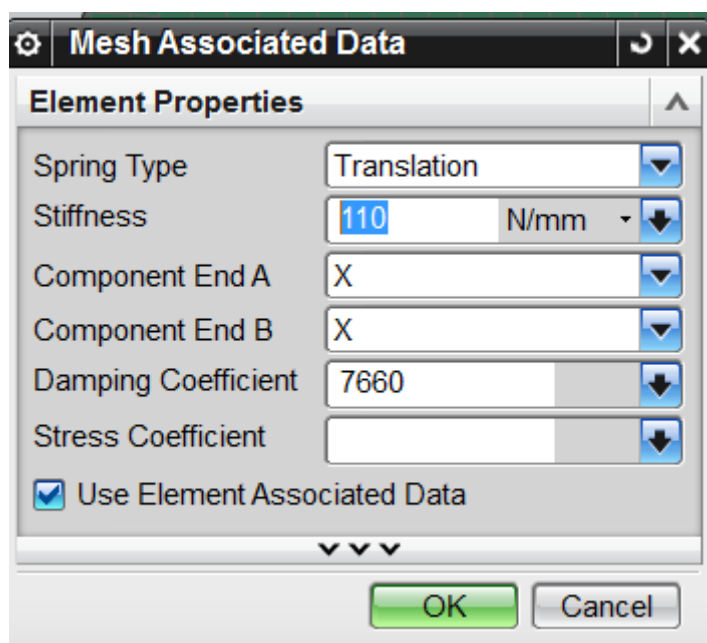 Mesh Associated Data
Element Properties
Spring Type Translation
Stiffness 110 N/mm
Component End A X
Component End B X
Damping Coefficient 7660
Stress Coefficient
Use Element Associated Data
OK Cancel